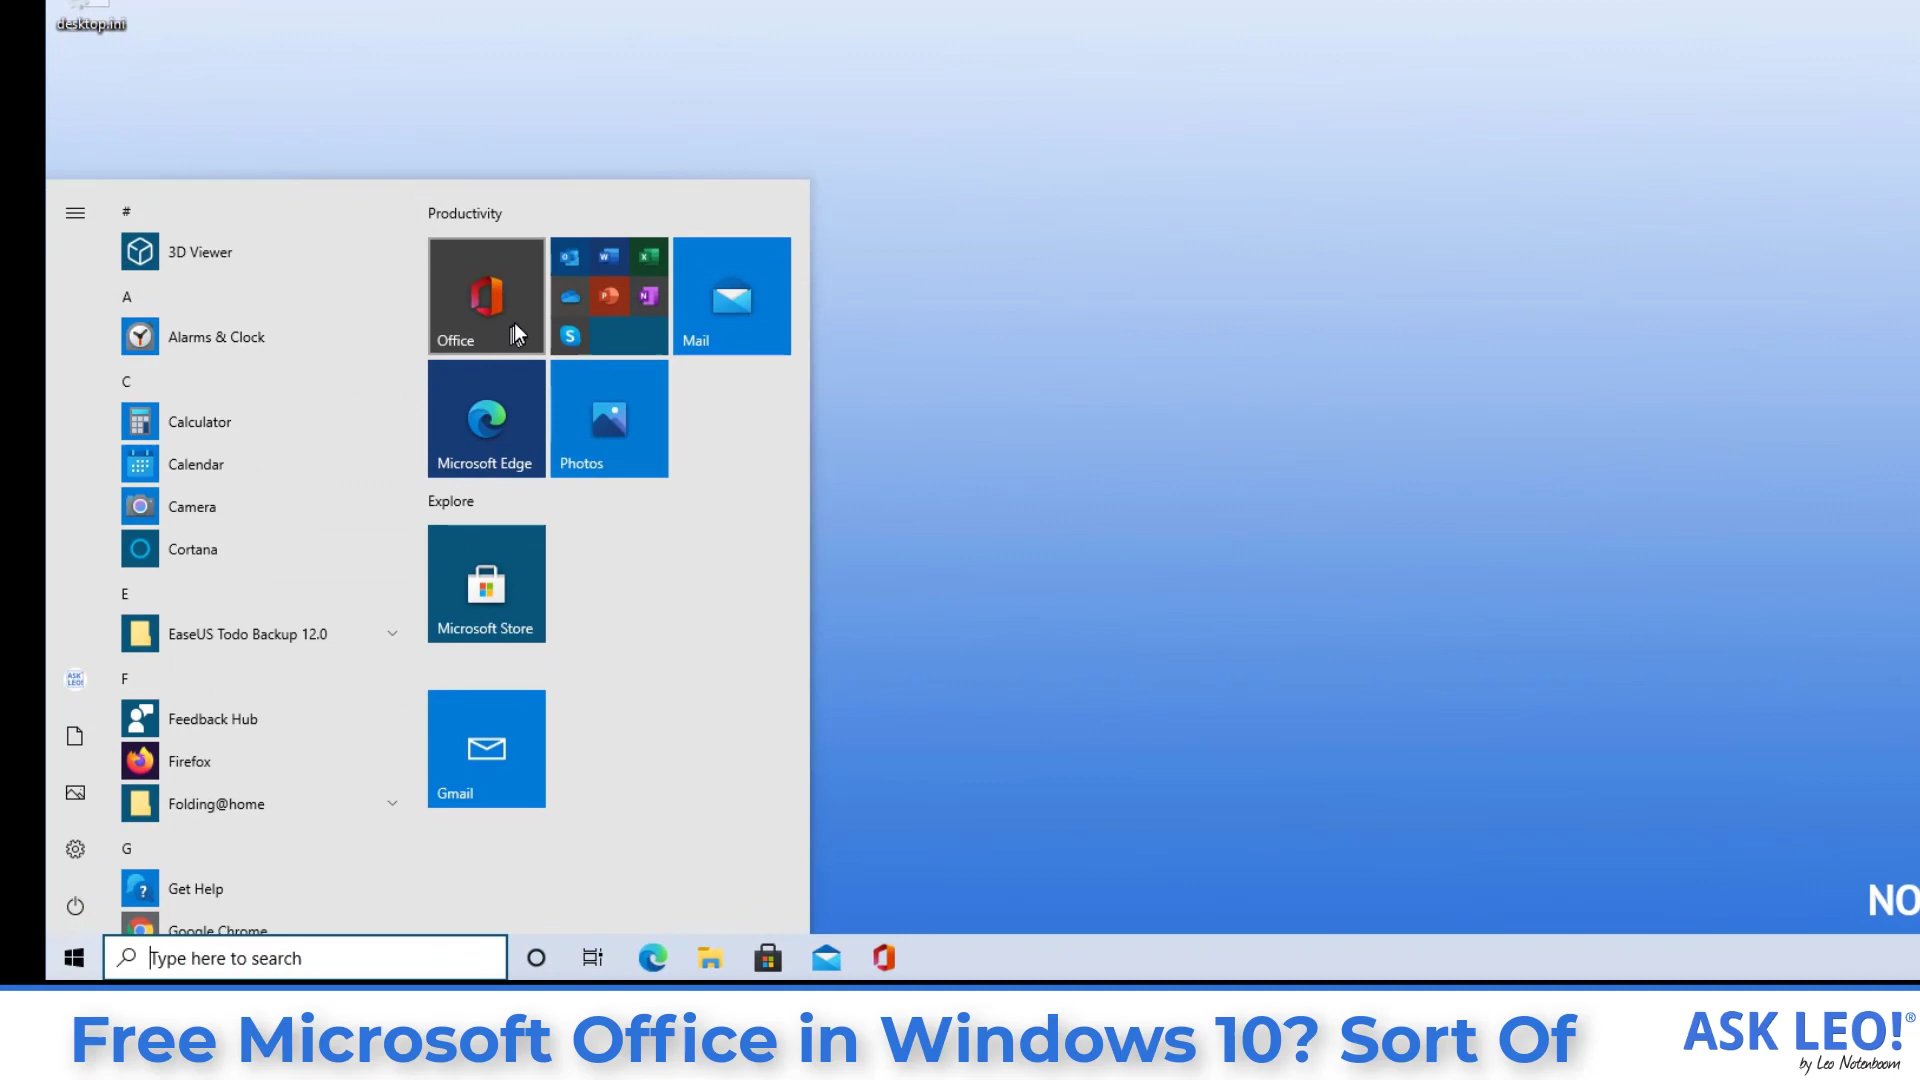 desktop.ini
#
3D Viewer
A
Alarms & Clock
C
Calculator
Calendar
Camera
Cortana
E
EaseUS Todo Backup 12.0
ASK
LEO!
F
Feedback Hub
Firefox
Folding@home
G
Get Help
Google Chrome
Productivity
Office
Mail
Microsoft Edge
Photos
Explore
Microsoft Store
Gmail
NO
Type here to search
Free Microsoft Office in Windows 10? Sort Of
ASK LEO!®
by Leo Notenboom